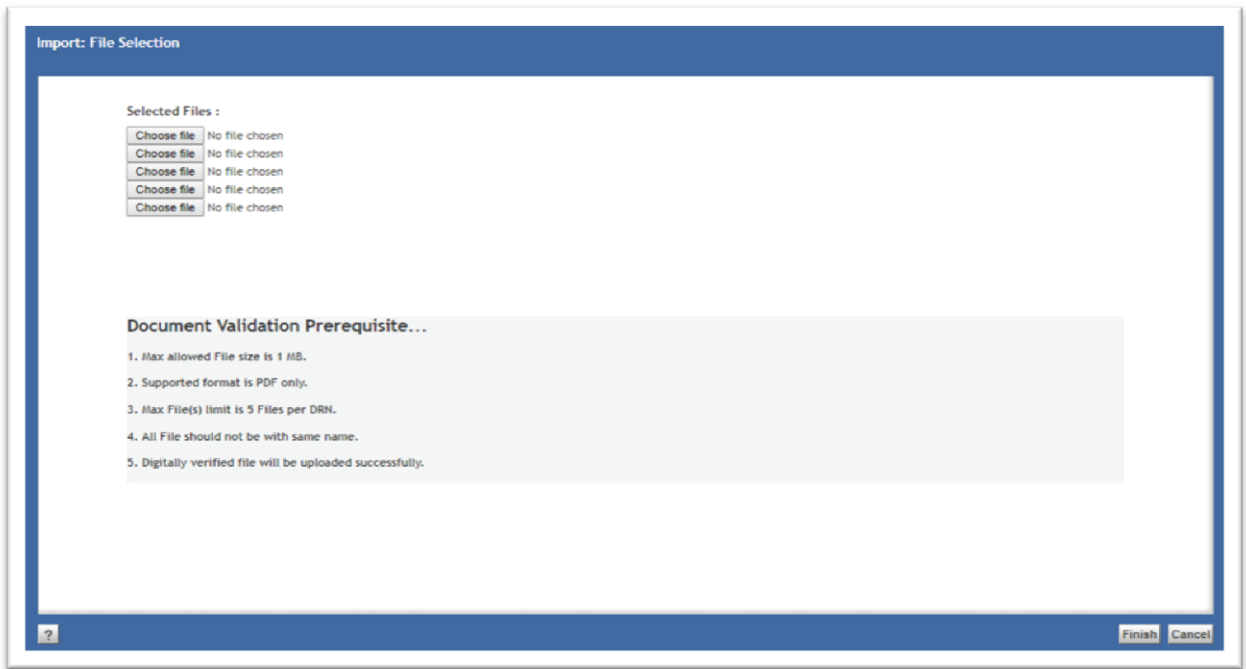 Import: File Selection
Selected Files :
Choose file No file chosen
Choose file No file chosen
Choose file No file chosen
Choose file No file chosen
Choose file No file chosen
Document Validation Prerequisite...
1. Max allowed File size is 1 MB.
2. Supported format is PDF only.
3. Max File(s) limit is 5 Files per DRN.
4. All File should not be with same name.
5. Digitally verified file will be uploaded successfully.
? Finish Cancel